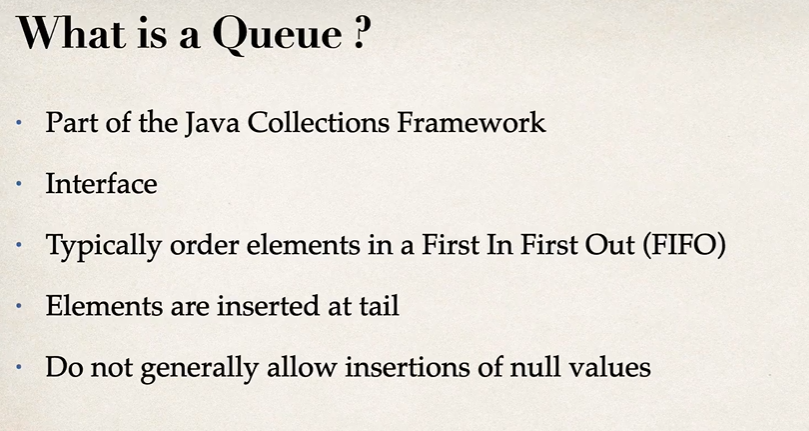 What is a Queue ?
• Part of the Java Collections Framework
• Interface
• Typically order elements in a First In First Out (FIFO)
• Elements are inserted at tail
• Do not generally allow insertions of null values